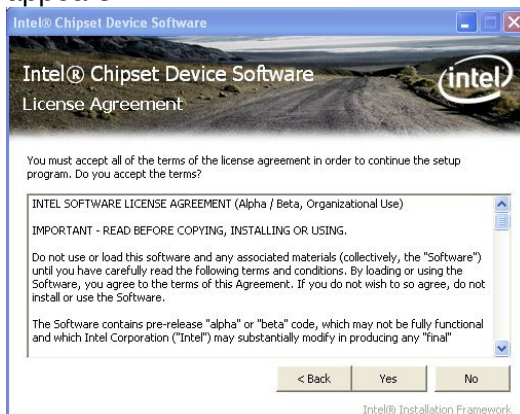 Intel® Chipset Device Software
Intel® Chipset Device Software
License Agreement
intel®
You must accept all of the terms of the license agreement in order to continue the setup
program. Do you accept the terms?
INTEL SOFTWARE LICENSE AGREEMENT (Alpha / Beta, Organizational Use)
IMPORTANT - READ BEFORE COPYING, INSTALLING OR USING.
Do not use or load this software and any associated materials (collectively, the "Software")
until you have carefully read the following terms and conditions. By loading or using the
Software, you agree to the terms of this Agreement. If you do not wish to so agree, do not
install or use the Software.
The Software contains pre-release "alpha" or "beta" code, which may not be fully functional
and which Intel Corporation ("Intel") may substantially modify in producing any "final"
< Back Yes No
Intel® Installation Framework